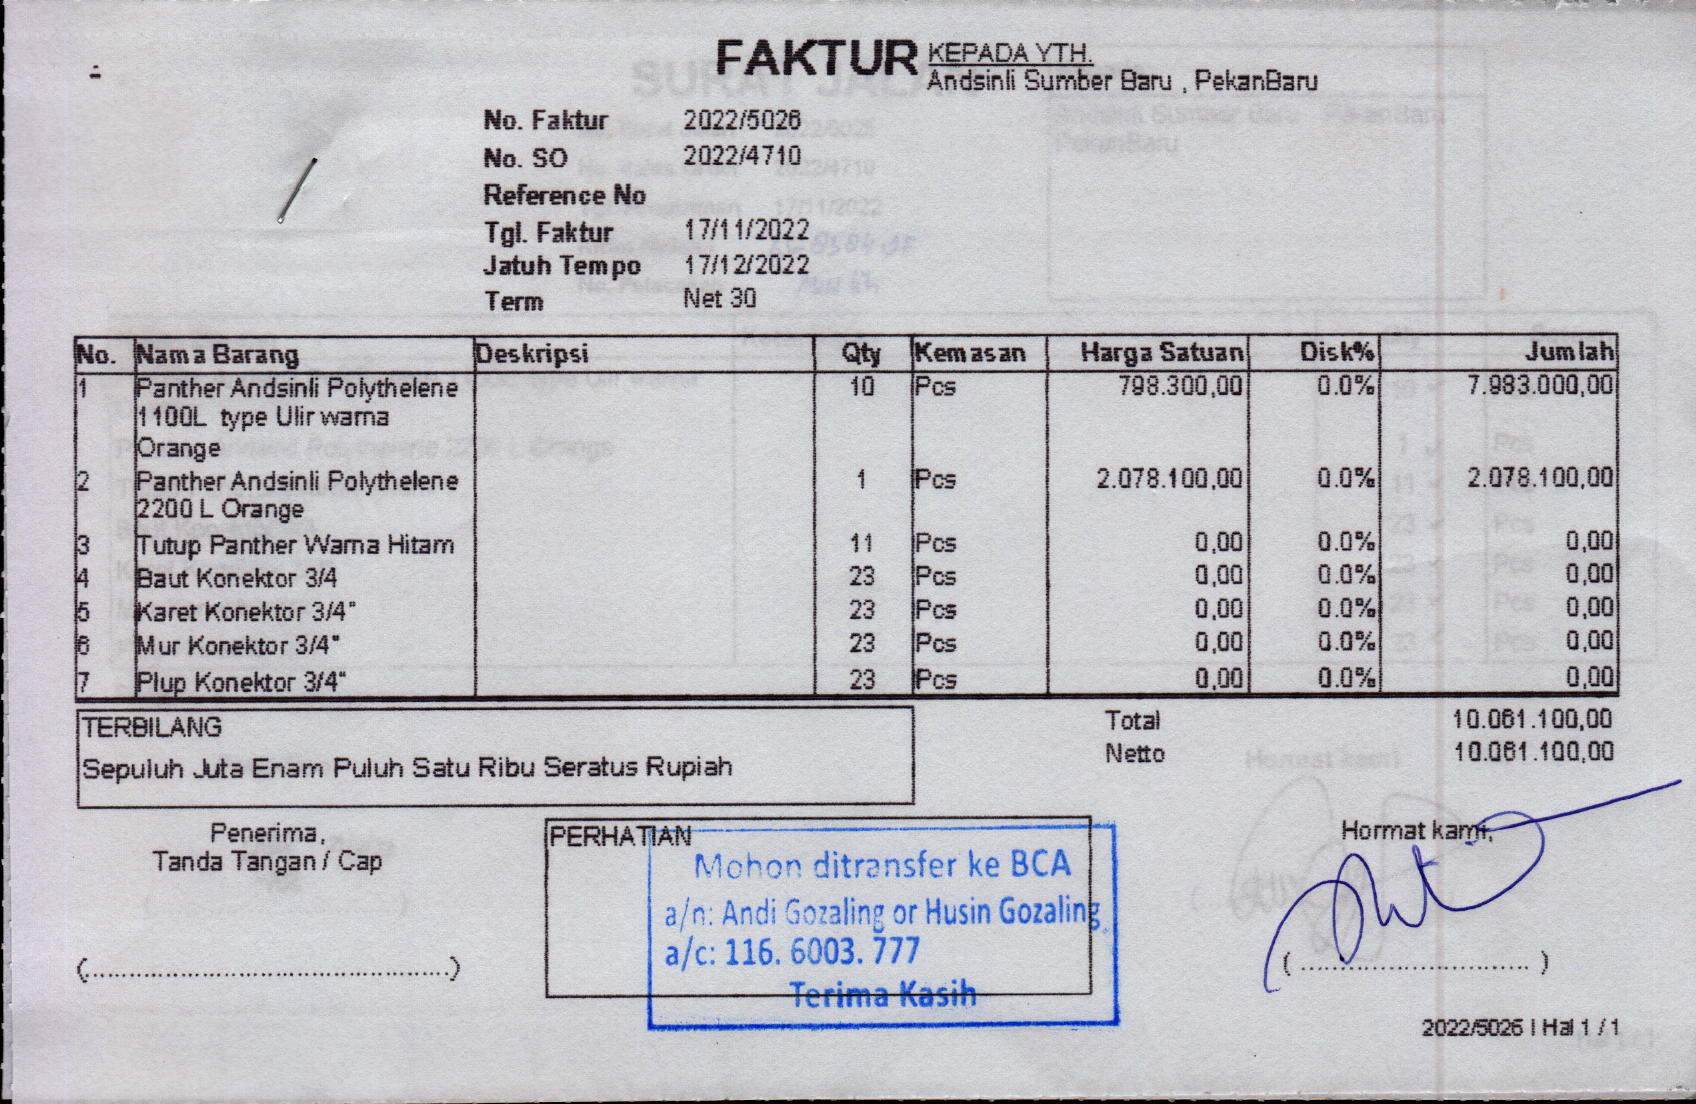 FAKTUR
KEPADA YTH.
Andsinli Sumber Baru , PekanBaru
No. Faktur 2022/5026
No. SO 2022/4710
Reference No
Tgl. Faktur 17/11/2022
Jatuh Tempo 17/12/2022
Term Net 30
No. Nama Barang Deskripsi Qty Kemasan Harga Satuan Disk% Jumlah
1 Panther Andsinli Polythelene 10 Pcs 798.300,00 0.0% 7.983.000,00
1100L type Ulir warna
Orange
2 Panther Andsinli Polythelene 1 Pcs 2.078.100,00 0.0% 2.078.100,00
2200 L Orange
3 Tutup Panther Warna Hitam 11 Pcs 0,00 0.0% 0,00
4 Baut Konektor 3/4 23 Pcs 0,00 0.0% 0,00
5 Karet Konektor 3/4" 23 Pcs 0,00 0.0% 0,00
6 Mur Konektor 3/4" 23 Pcs 0,00 0.0% 0,00
7 Plup Konektor 3/4" 23 Pcs 0,00 0.0% 0,00
TERBILANG
Sepuluh Juta Enam Puluh Satu Ribu Seratus Rupiah
Total 10.061.100,00
Netto 10.061.100,00
Penerima,
Tanda Tangan / Cap
(................................................)
PERHATIAN
Mohon ditransfer ke BCA
a/n: Andi Gozaling or Husin Gozaling
a/c: 116. 6003. 777
Terima Kasih
Hormat kami,
( .............................. )
2022/5026 | Hal 1 / 1